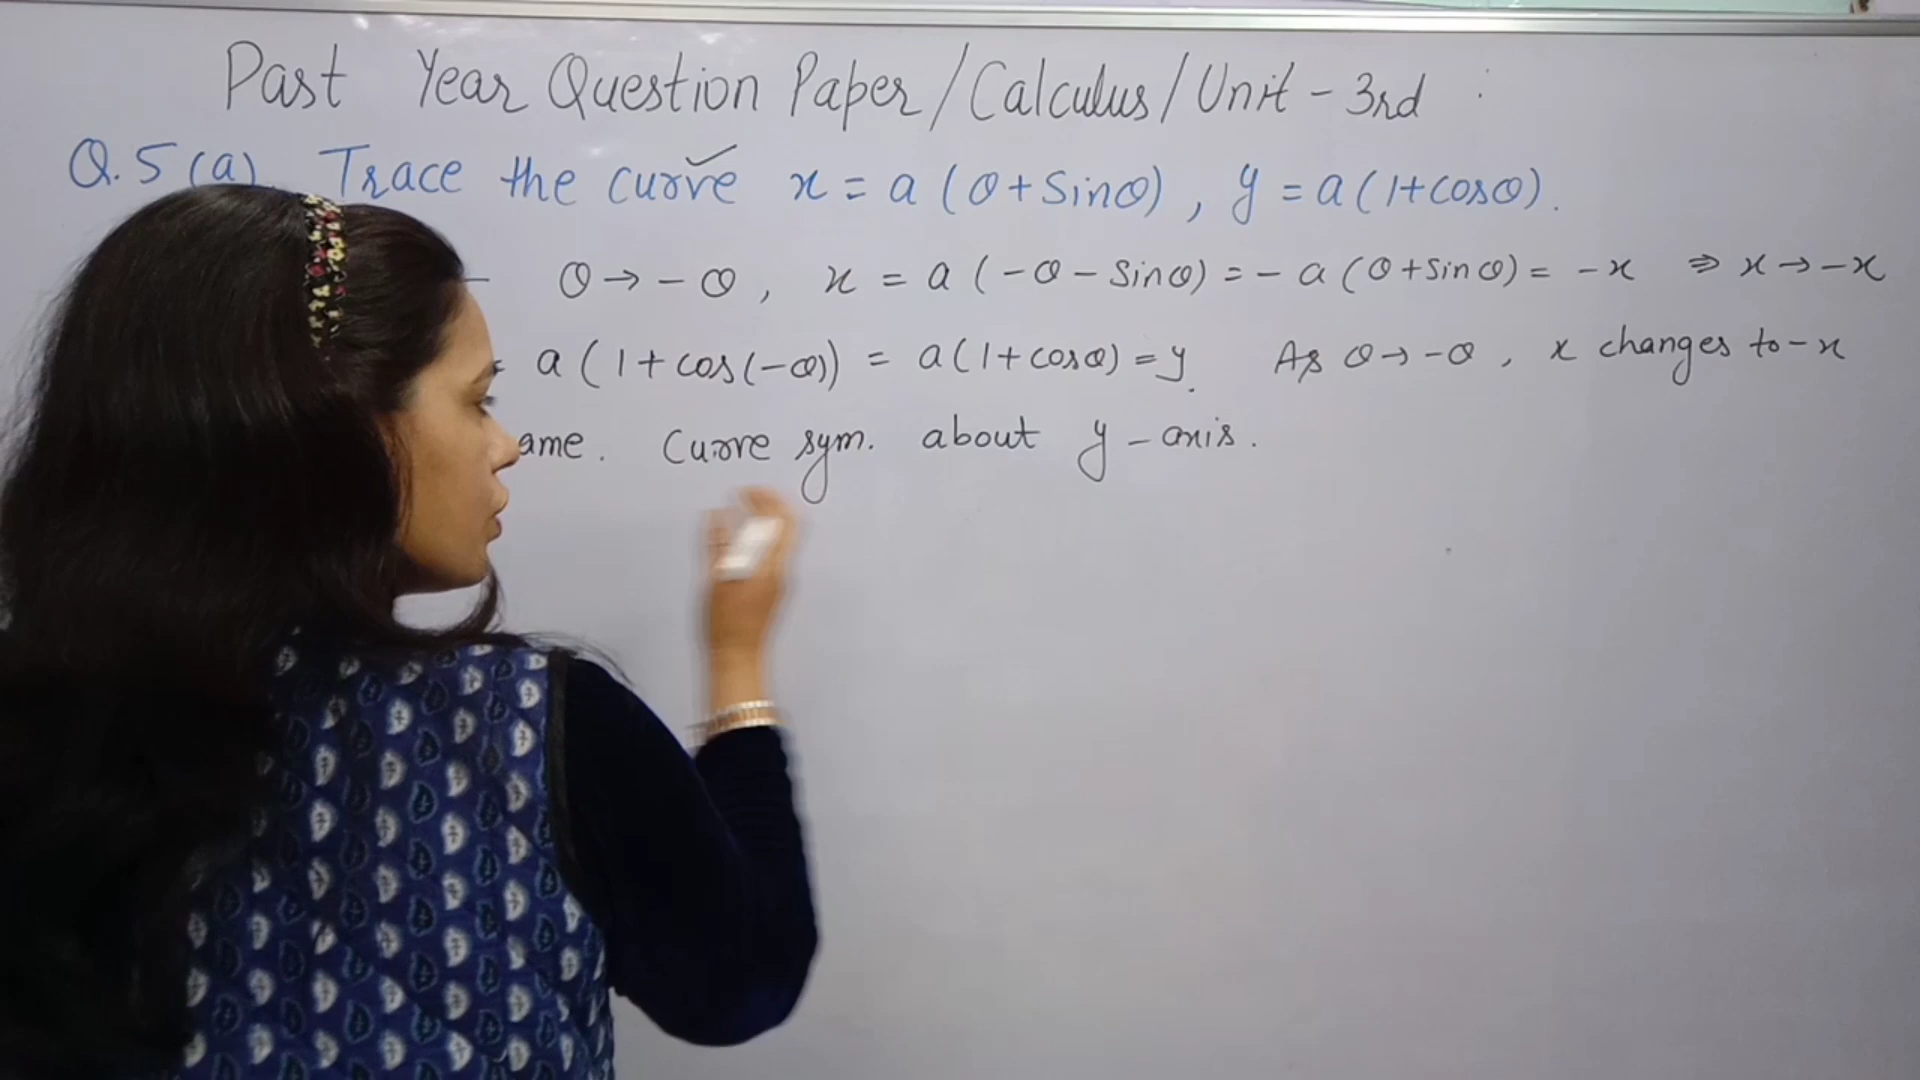 Past Year Question Paper/Calculus/Unit-3rd :
Q.5(a). Trace the curve x = a(θ+Sinθ), y = a(1+cosθ).
θ→-θ, x = a(-θ-Sinθ) = -a(θ+sinθ) = -x ⇒ x→-x
a(1+cos(-θ)) = a(1+cosθ) = y. As θ→-θ, x changes to -x
ame. Curve sym. about y-axis.